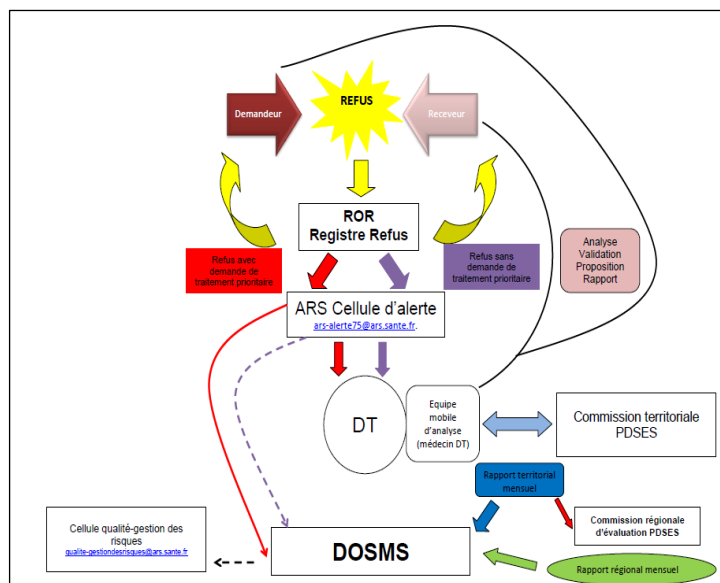 REFUS
Demandeur
Receveur
ROR
Registre Refus
Refus avec
demande de
traitement prioritaire
Refus sans
demande de
traitement prioritaire
Analyse
Validation
Proposition
Rapport
ARS Cellule d'alerte
ars-alerte75@ars.sante.fr.
DT
Equipe
mobile
d'analyse
(médecin DT)
Commission territoriale
PDSES
Rapport territorial
mensuel
Cellule qualité-gestion des
risques
qualite-gestiondesrisques@ars.sante.fr
DOSMS
Commission régionale
d'évaluation PDSES
Rapport régional mensuel